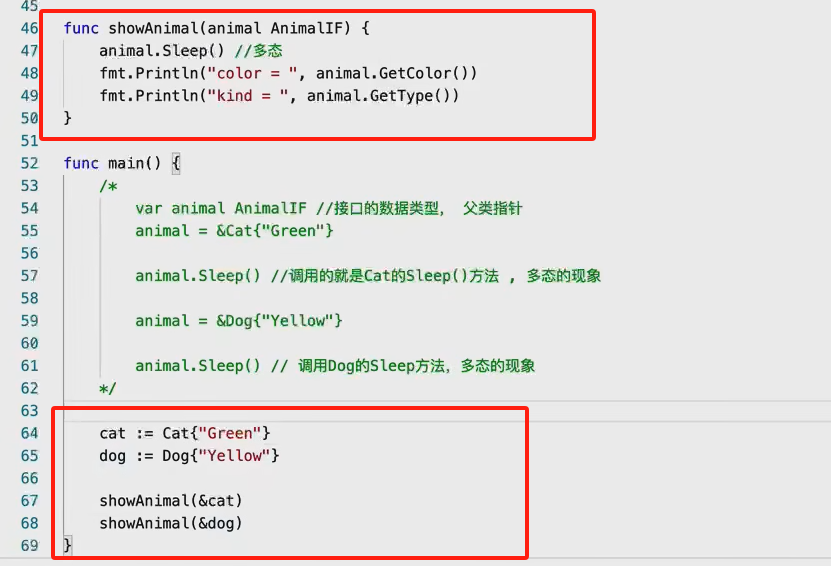 45
46 func showAnimal(animal AnimalIF) {
47 animal.Sleep() //多态
48 fmt.Println("color = ", animal.GetColor())
49 fmt.Println("kind = ", animal.GetType())
50 }
51
52 func main() {
53 /*
54 var animal AnimalIF //接口的数据类型, 父类指针
55 animal = &Cat{"Green"}
56
57 animal.Sleep() //调用的就是Cat的Sleep()方法 , 多态的现象
58
59 animal = &Dog{"Yellow"}
60
61 animal.Sleep() // 调用Dog的Sleep方法,多态的现象
62 */
63
64 cat := Cat{"Green"}
65 dog := Dog{"Yellow"}
66
67 showAnimal(&cat)
68 showAnimal(&dog)
69 }